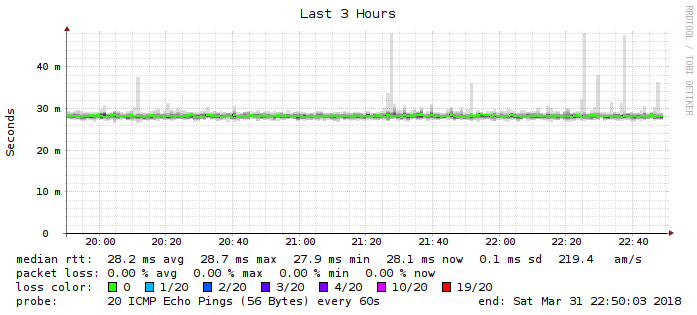 Last 3 Hours
RRDTOOL / TOBI OETIKER
Seconds
40 m
30 m
20 m
10 m
0
20:00 20:20 20:40 21:00 21:20 21:40 22:00 22:20 22:40
median rtt: 28.2 ms avg 28.7 ms max 27.9 ms min 28.1 ms now 0.1 ms sd 219.4 am/s
packet loss: 0.00 % avg 0.00 % max 0.00 % min 0.00 % now
loss color: 0 1/20 2/20 3/20 4/20 10/20 19/20
probe: 20 ICMP Echo Pings (56 Bytes) every 60s end: Sat Mar 31 22:50:03 2018